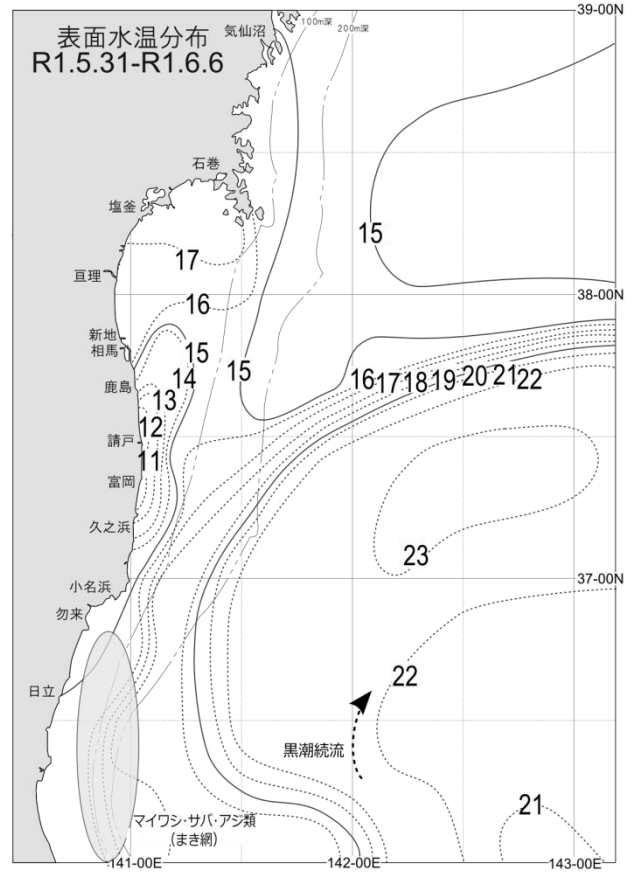 表面水温分布
R1.5.31-R1.6.6
気仙沼
100m深
200m深
39-00N
石巻
塩釜
15
17
亘理
16
38-00N
新地
相馬
15
14
15
16 17 18 19 20 21 22
鹿島
13
12
請戸
11
富岡
久之浜
23
小名浜
37-00N
勿来
22
日立
黒潮続流
21
マイワシ・サバ・アジ類
(まき網)
141-00E
142-00E
143-00E